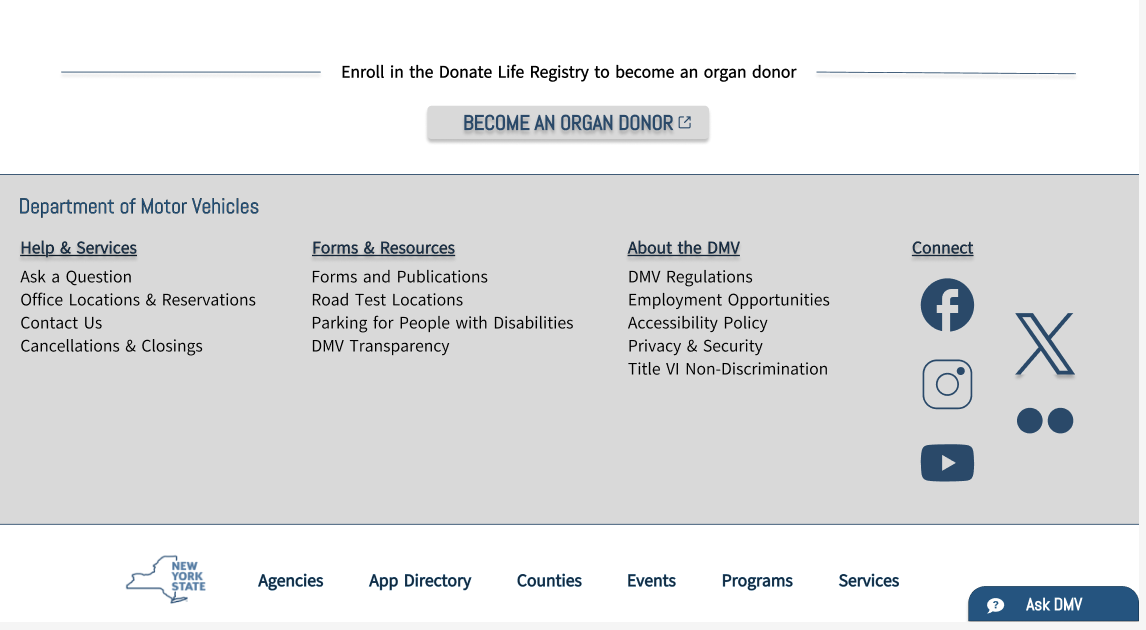 Enroll in the Donate Life Registry to become an organ donor
BECOME AN ORGAN DONOR
Department of Motor Vehicles
Help & Services
Ask a Question
Office Locations & Reservations
Contact Us
Cancellations & Closings
Forms & Resources
Forms and Publications
Road Test Locations
Parking for People with Disabilities
DMV Transparency
About the DMV
DMV Regulations
Employment Opportunities
Accessibility Policy
Privacy & Security
Title VI Non-Discrimination
Connect
NEW
YORK
STATE
Agencies
App Directory
Counties
Events
Programs
Services
Ask DMV